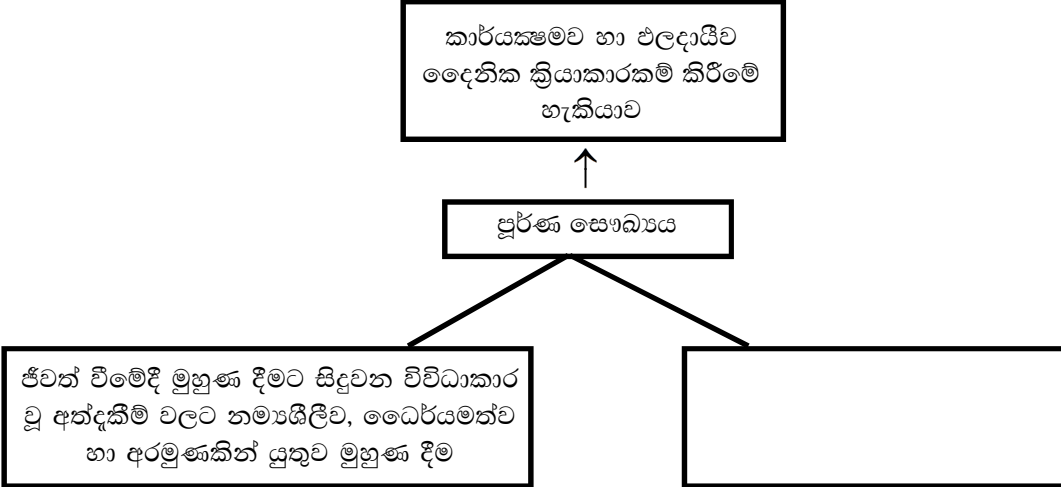 කාර්යක්‍ෂමව හා ඵලදායීව
දෛනික ක්‍රියාකාරකම් කිරීමේ
හැකියාව
පූර්ණ සෞඛ්‍යය
ජීවත් වීමේදී මුහුණ දීමට සිදුවන විවිධාකාර
වූ අත්දැකීම් වලට නම්‍යශීලීව, ධෛර්යමත්ව
හා අරමුණකින් යුතුව මුහුණ දීම